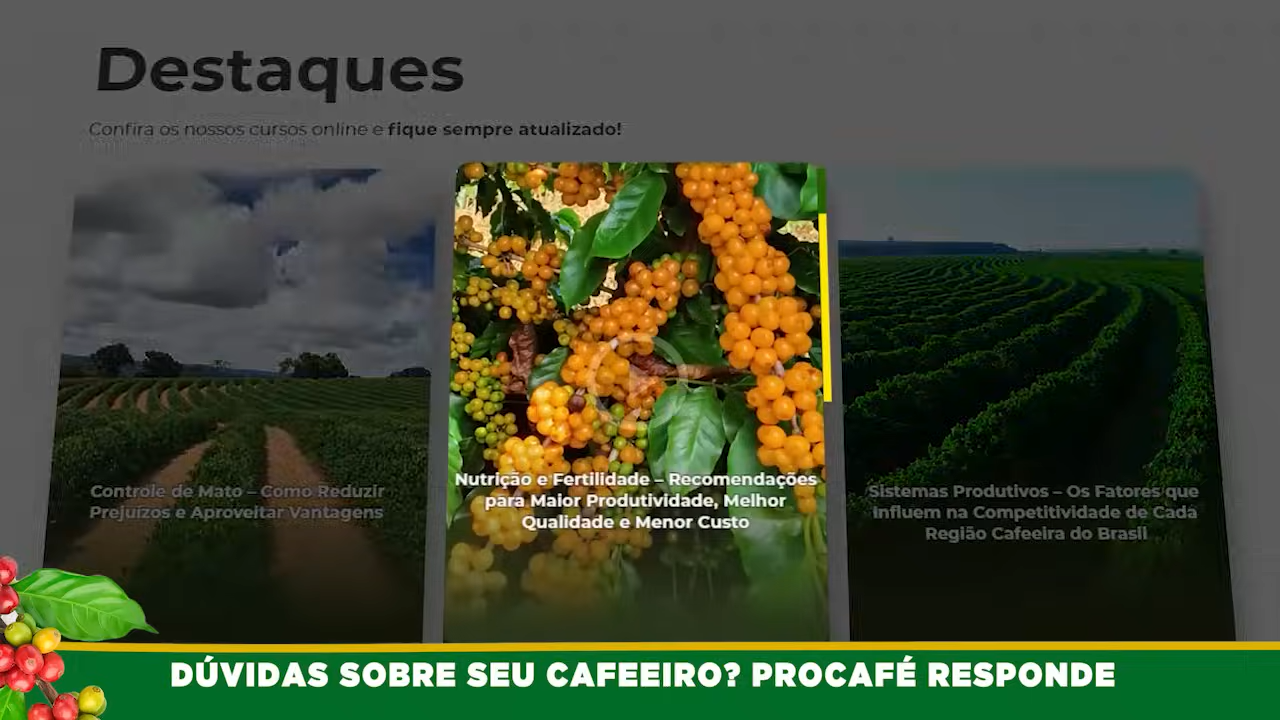 Destaques
Confira os nossos cursos online e fique sempre atualizado!
Controle de Mato – Como Reduzir
Prejuízos e Aproveitar Vantagens
Nutrição e Fertilidade – Recomendações
para Maior Produtividade, Melhor
Qualidade e Menor Custo
Sistemas Produtivos – Os Fatores que
Influem na Competitividade de Cada
Região Cafeeira do Brasil
DÚVIDAS SOBRE SEU CAFEEIRO? PROCAFÉ RESPONDE